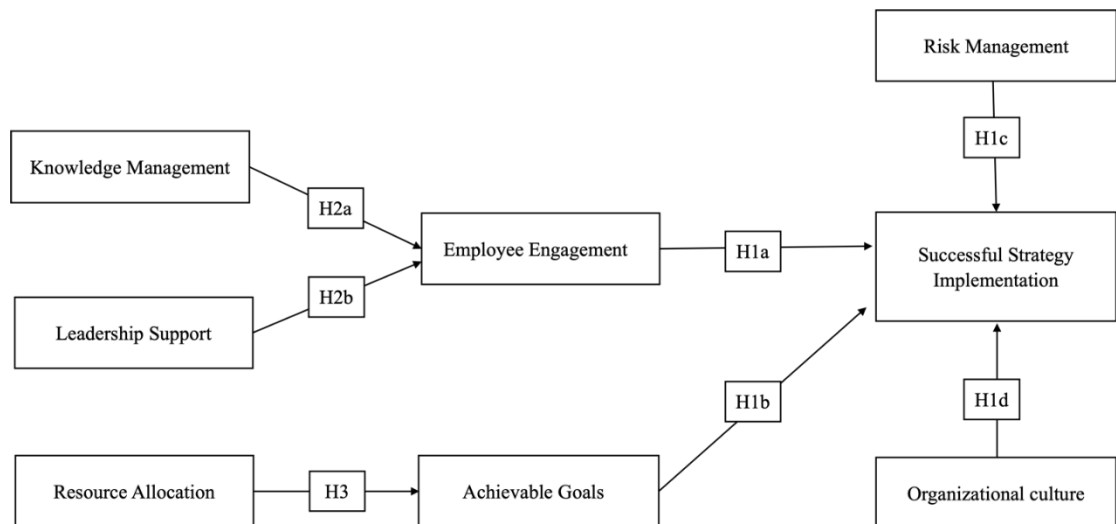 Risk Management
H1c
Knowledge Management
H2a
Employee Engagement
H1a
Successful Strategy
Implementation
H2b
Leadership Support
H1b
H1d
Resource Allocation
H3
Achievable Goals
Organizational culture